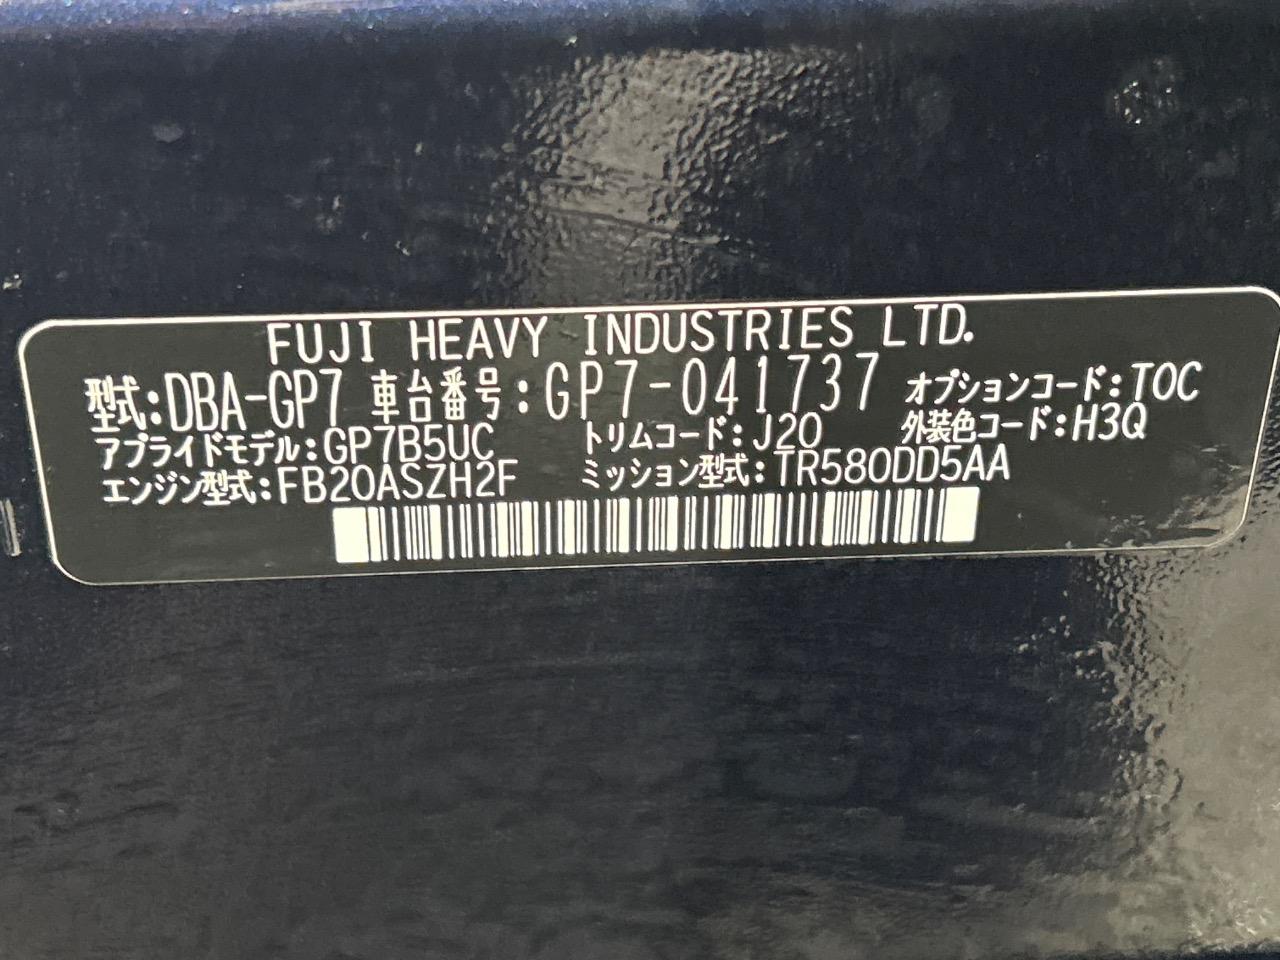 FUJI HEAVY INDUSTRIES LTD.
型式:DBA-GP7 車台番号:GP7-041737 オプションコード:TOC
アプライドモデル:GP7B5UC トリムコード:J20 外装色コード:H3Q
エンジン型式:FB20ASZH2F ミッション型式:TR580DD5AA